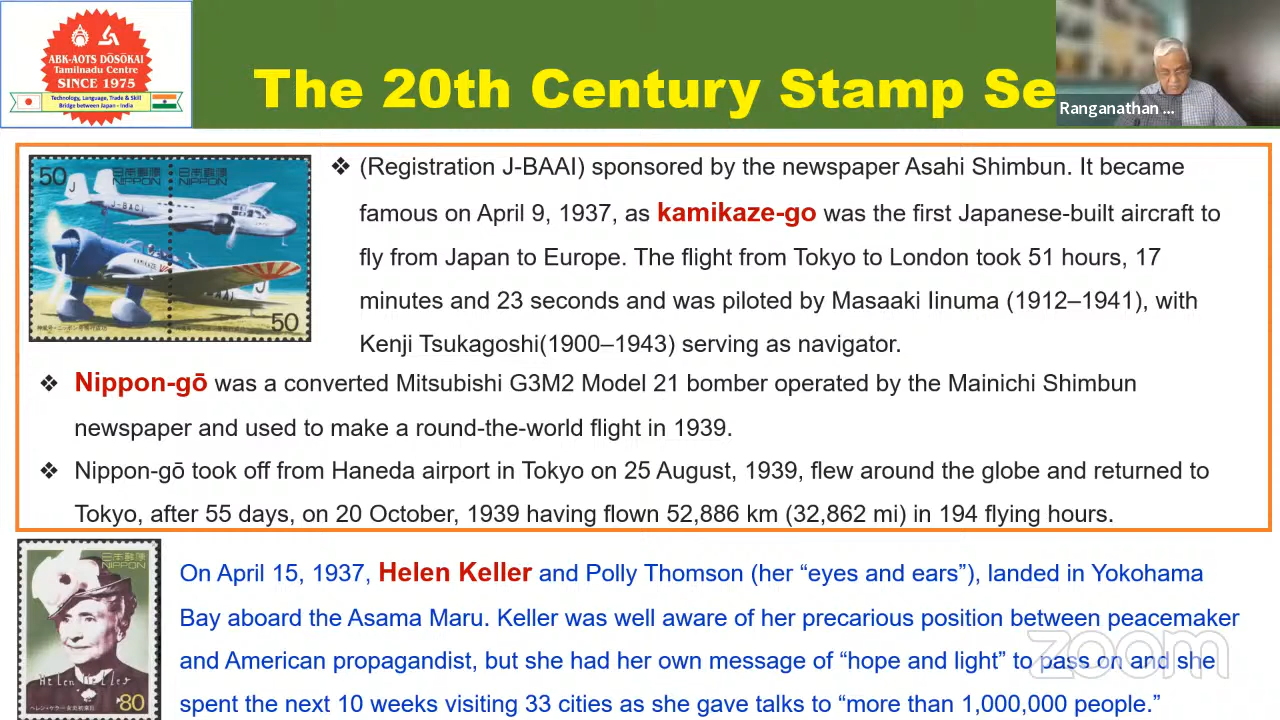 ABK-AOTS DŌSŌKAI
Tamilnadu Centre
SINCE 1975
Technology, Language, Trade & Skill
Bridge between Japan - India
The 20th Century Stamp Se
Ranganathan ...
50 日本郵便 日本郵便
NIPPON NIPPON
J-BACI
KAMIKAZE
50
❖ (Registration J-BAAI) sponsored by the newspaper Asahi Shimbun. It became
famous on April 9, 1937, as kamikaze-go was the first Japanese-built aircraft to
fly from Japan to Europe. The flight from Tokyo to London took 51 hours, 17
minutes and 23 seconds and was piloted by Masaaki Iinuma (1912–1941), with
Kenji Tsukagoshi(1900–1943) serving as navigator.
❖ Nippon-gō was a converted Mitsubishi G3M2 Model 21 bomber operated by the Mainichi Shimbun
newspaper and used to make a round-the-world flight in 1939.
❖ Nippon-gō took off from Haneda airport in Tokyo on 25 August, 1939, flew around the globe and returned to
Tokyo, after 55 days, on 20 October, 1939 having flown 52,886 km (32,862 mi) in 194 flying hours.
日本郵便
NIPPON
Helen Keller
80
On April 15, 1937, Helen Keller and Polly Thomson (her “eyes and ears”), landed in Yokohama
Bay aboard the Asama Maru. Keller was well aware of her precarious position between peacemaker
and American propagandist, but she had her own message of “hope and light” to pass on and she
spent the next 10 weeks visiting 33 cities as she gave talks to “more than 1,000,000 people.”
zoom